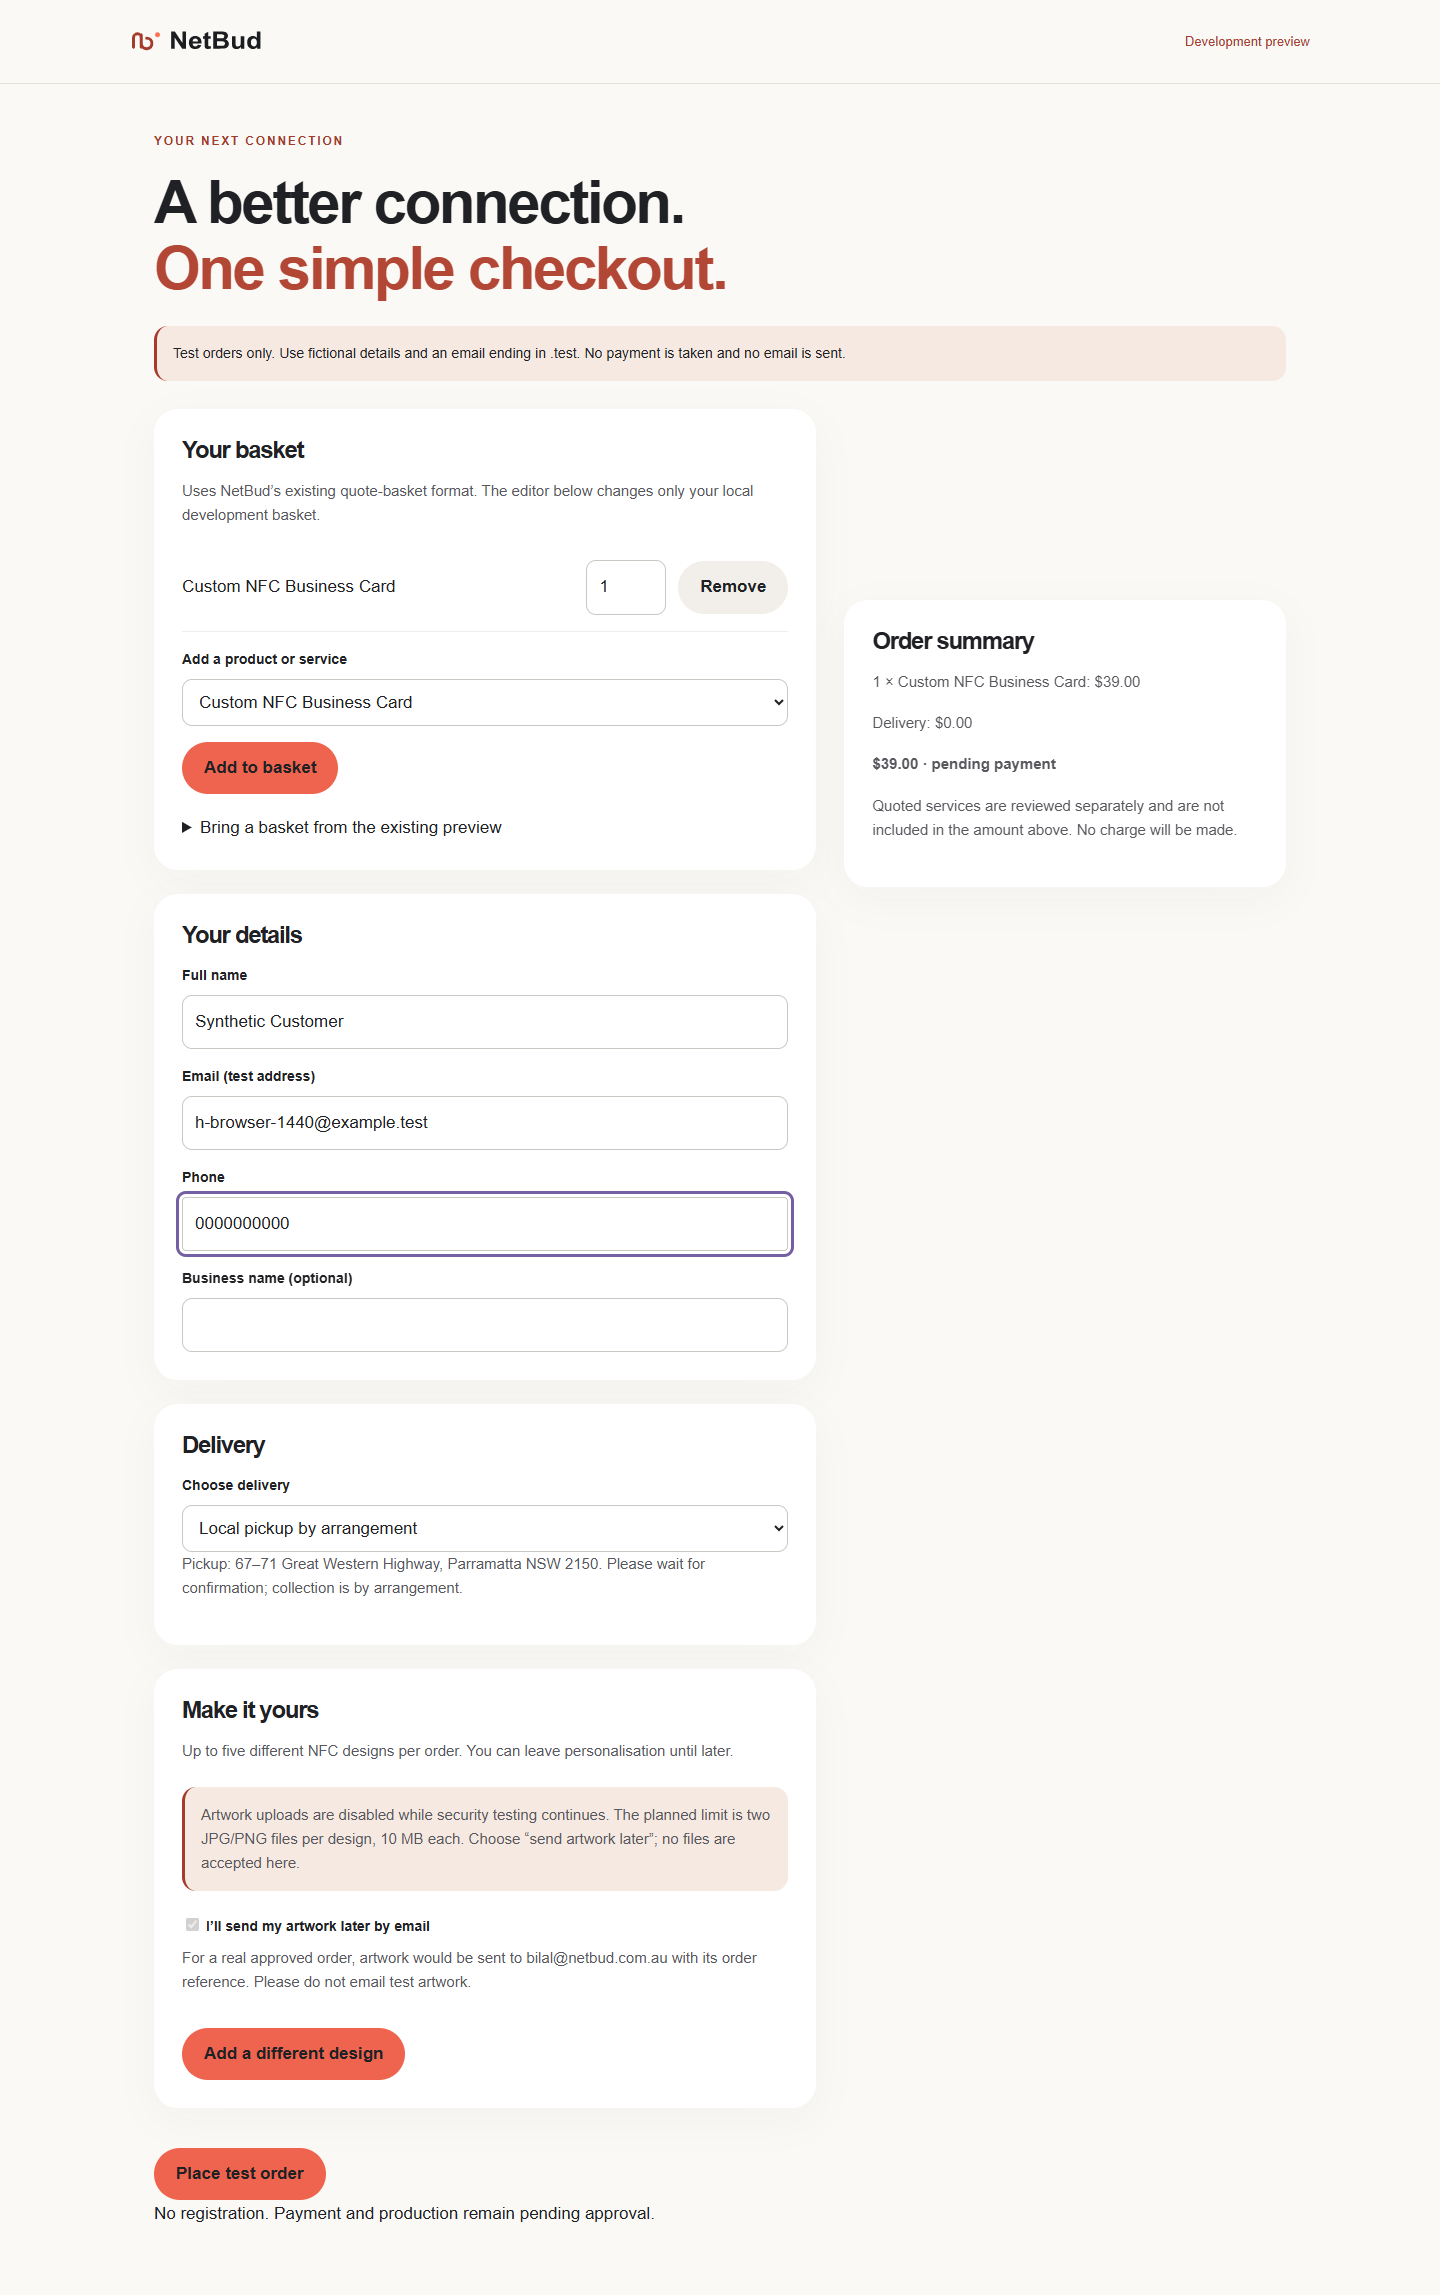 NetBud
Development preview
YOUR NEXT CONNECTION
A better connection.
One simple checkout.
Test orders only. Use fictional details and an email ending in .test. No payment is taken and no email is sent.
Your basket
Uses NetBud’s existing quote-basket format. The editor below changes only your local
development basket.
Custom NFC Business Card
1
Remove
Add a product or service
Custom NFC Business Card
Add to basket
Bring a basket from the existing preview
Order summary
1 × Custom NFC Business Card: $39.00
Delivery: $0.00
$39.00 · pending payment
Quoted services are reviewed separately and are not
included in the amount above. No charge will be made.
Your details
Full name
Synthetic Customer
Email (test address)
h-browser-1440@example.test
Phone
0000000000
Business name (optional)
Delivery
Choose delivery
Local pickup by arrangement
Pickup: 67–71 Great Western Highway, Parramatta NSW 2150. Please wait for
confirmation; collection is by arrangement.
Make it yours
Up to five different NFC designs per order. You can leave personalisation until later.
Artwork uploads are disabled while security testing continues. The planned limit is two
JPG/PNG files per design, 10 MB each. Choose “send artwork later”; no files are
accepted here.
I’ll send my artwork later by email
For a real approved order, artwork would be sent to bilal@netbud.com.au with its order
reference. Please do not email test artwork.
Add a different design
Place test order
No registration. Payment and production remain pending approval.